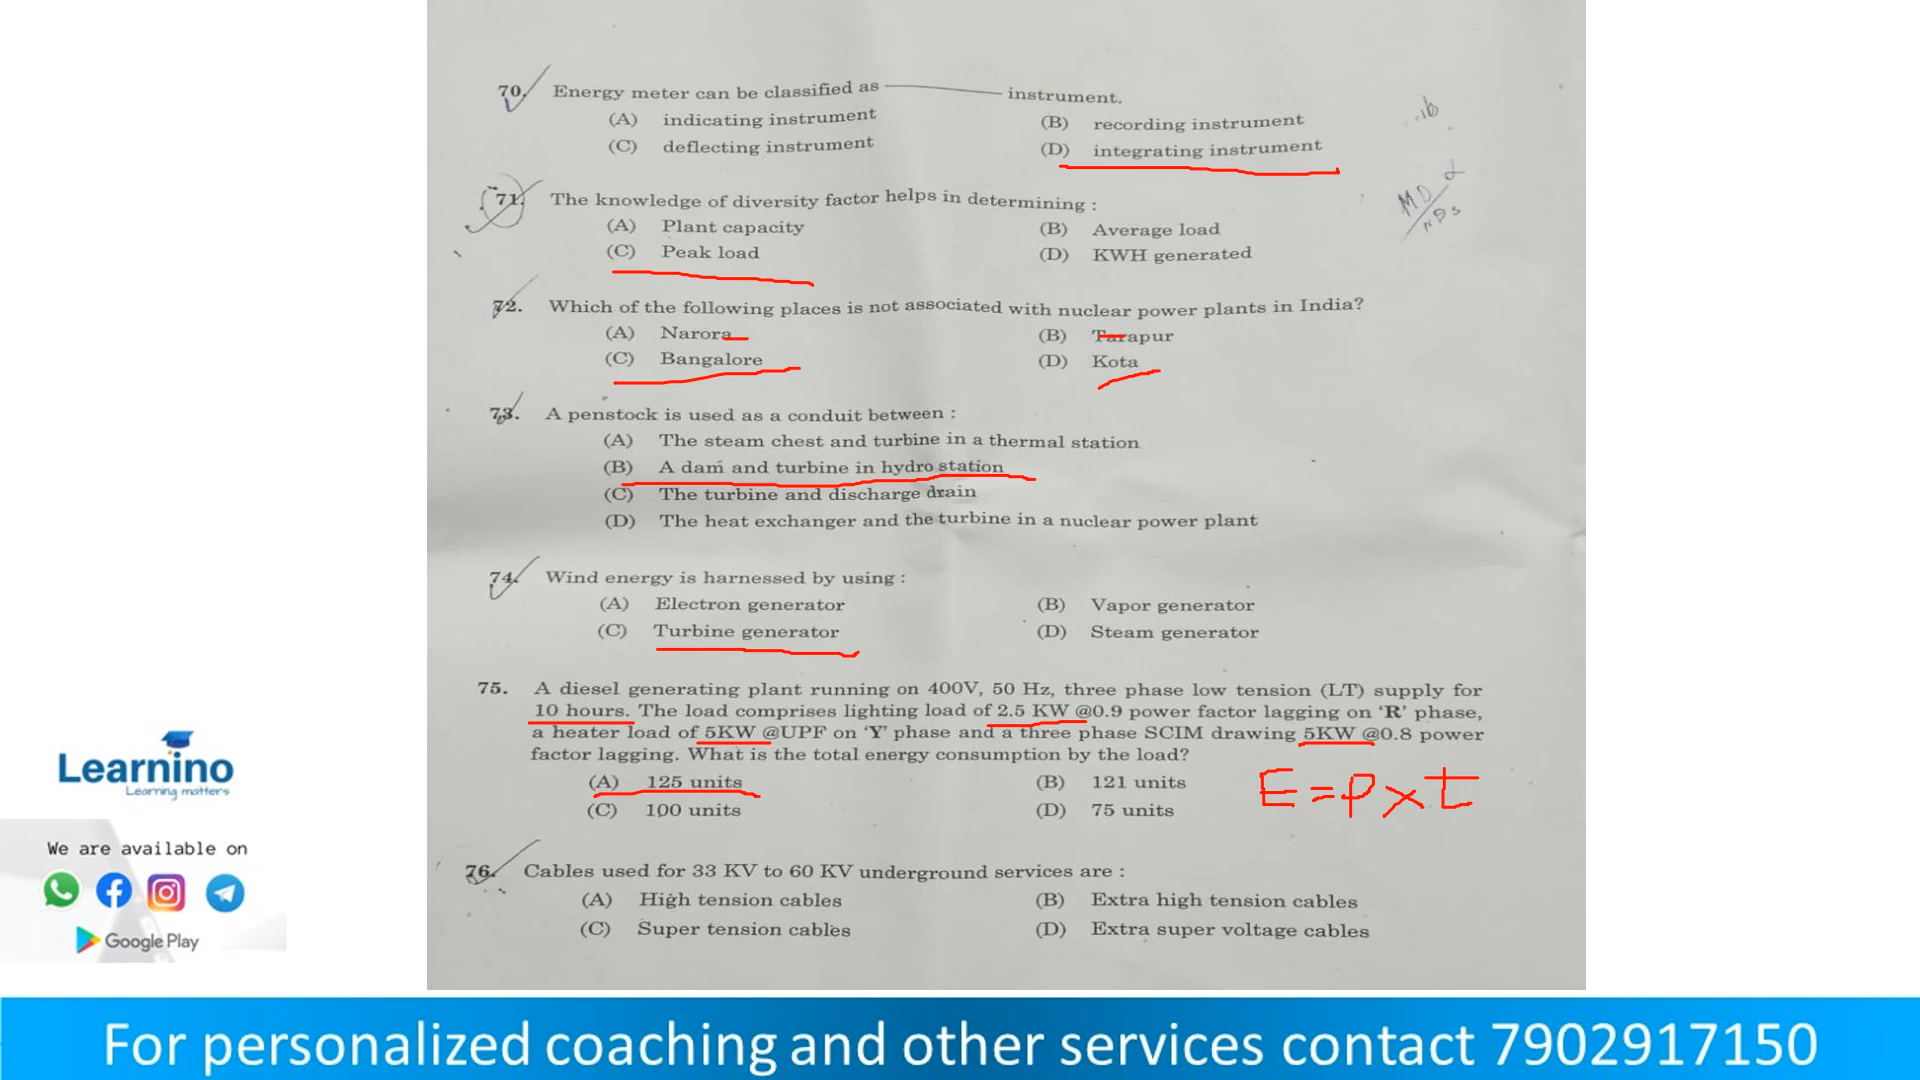 70. Energy meter can be classified as ____________ instrument.
(A) indicating instrument (B) recording instrument
(C) deflecting instrument (D) integrating instrument
71. The knowledge of diversity factor helps in determining :
(A) Plant capacity (B) Average load
(C) Peak load (D) KWH generated
72. Which of the following places is not associated with nuclear power plants in India?
(A) Narora (B) Tarapur
(C) Bangalore (D) Kota
73. A penstock is used as a conduit between :
(A) The steam chest and turbine in a thermal station
(B) A dam and turbine in hydro station
(C) The turbine and discharge drain
(D) The heat exchanger and the turbine in a nuclear power plant
74. Wind energy is harnessed by using :
(A) Electron generator (B) Vapor generator
(C) Turbine generator (D) Steam generator
75. A diesel generating plant running on 400V, 50 Hz, three phase low tension (LT) supply for
10 hours. The load comprises lighting load of 2.5 KW @0.9 power factor lagging on ‘R’ phase,
a heater load of 5KW @UPF on ‘Y’ phase and a three phase SCIM drawing 5KW @0.8 power
factor lagging. What is the total energy consumption by the load?
(A) 125 units (B) 121 units
(C) 100 units (D) 75 units
E = P x t
76. Cables used for 33 KV to 60 KV underground services are :
(A) High tension cables (B) Extra high tension cables
(C) Super tension cables (D) Extra super voltage cables
Learnino
Learning matters
We are available on
Google Play
For personalized coaching and other services contact 7902917150